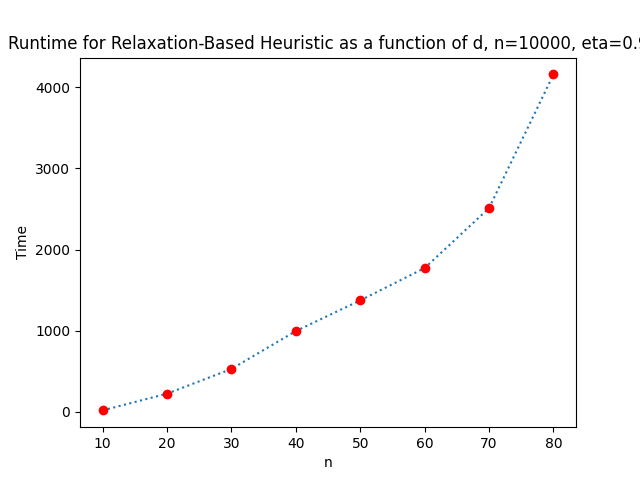 Runtime for Relaxation-Based Heuristic as a function of d, n=10000, eta=0.9
4000
3000
2000
1000
0
Time
10 20 30 40 50 60 70 80
n